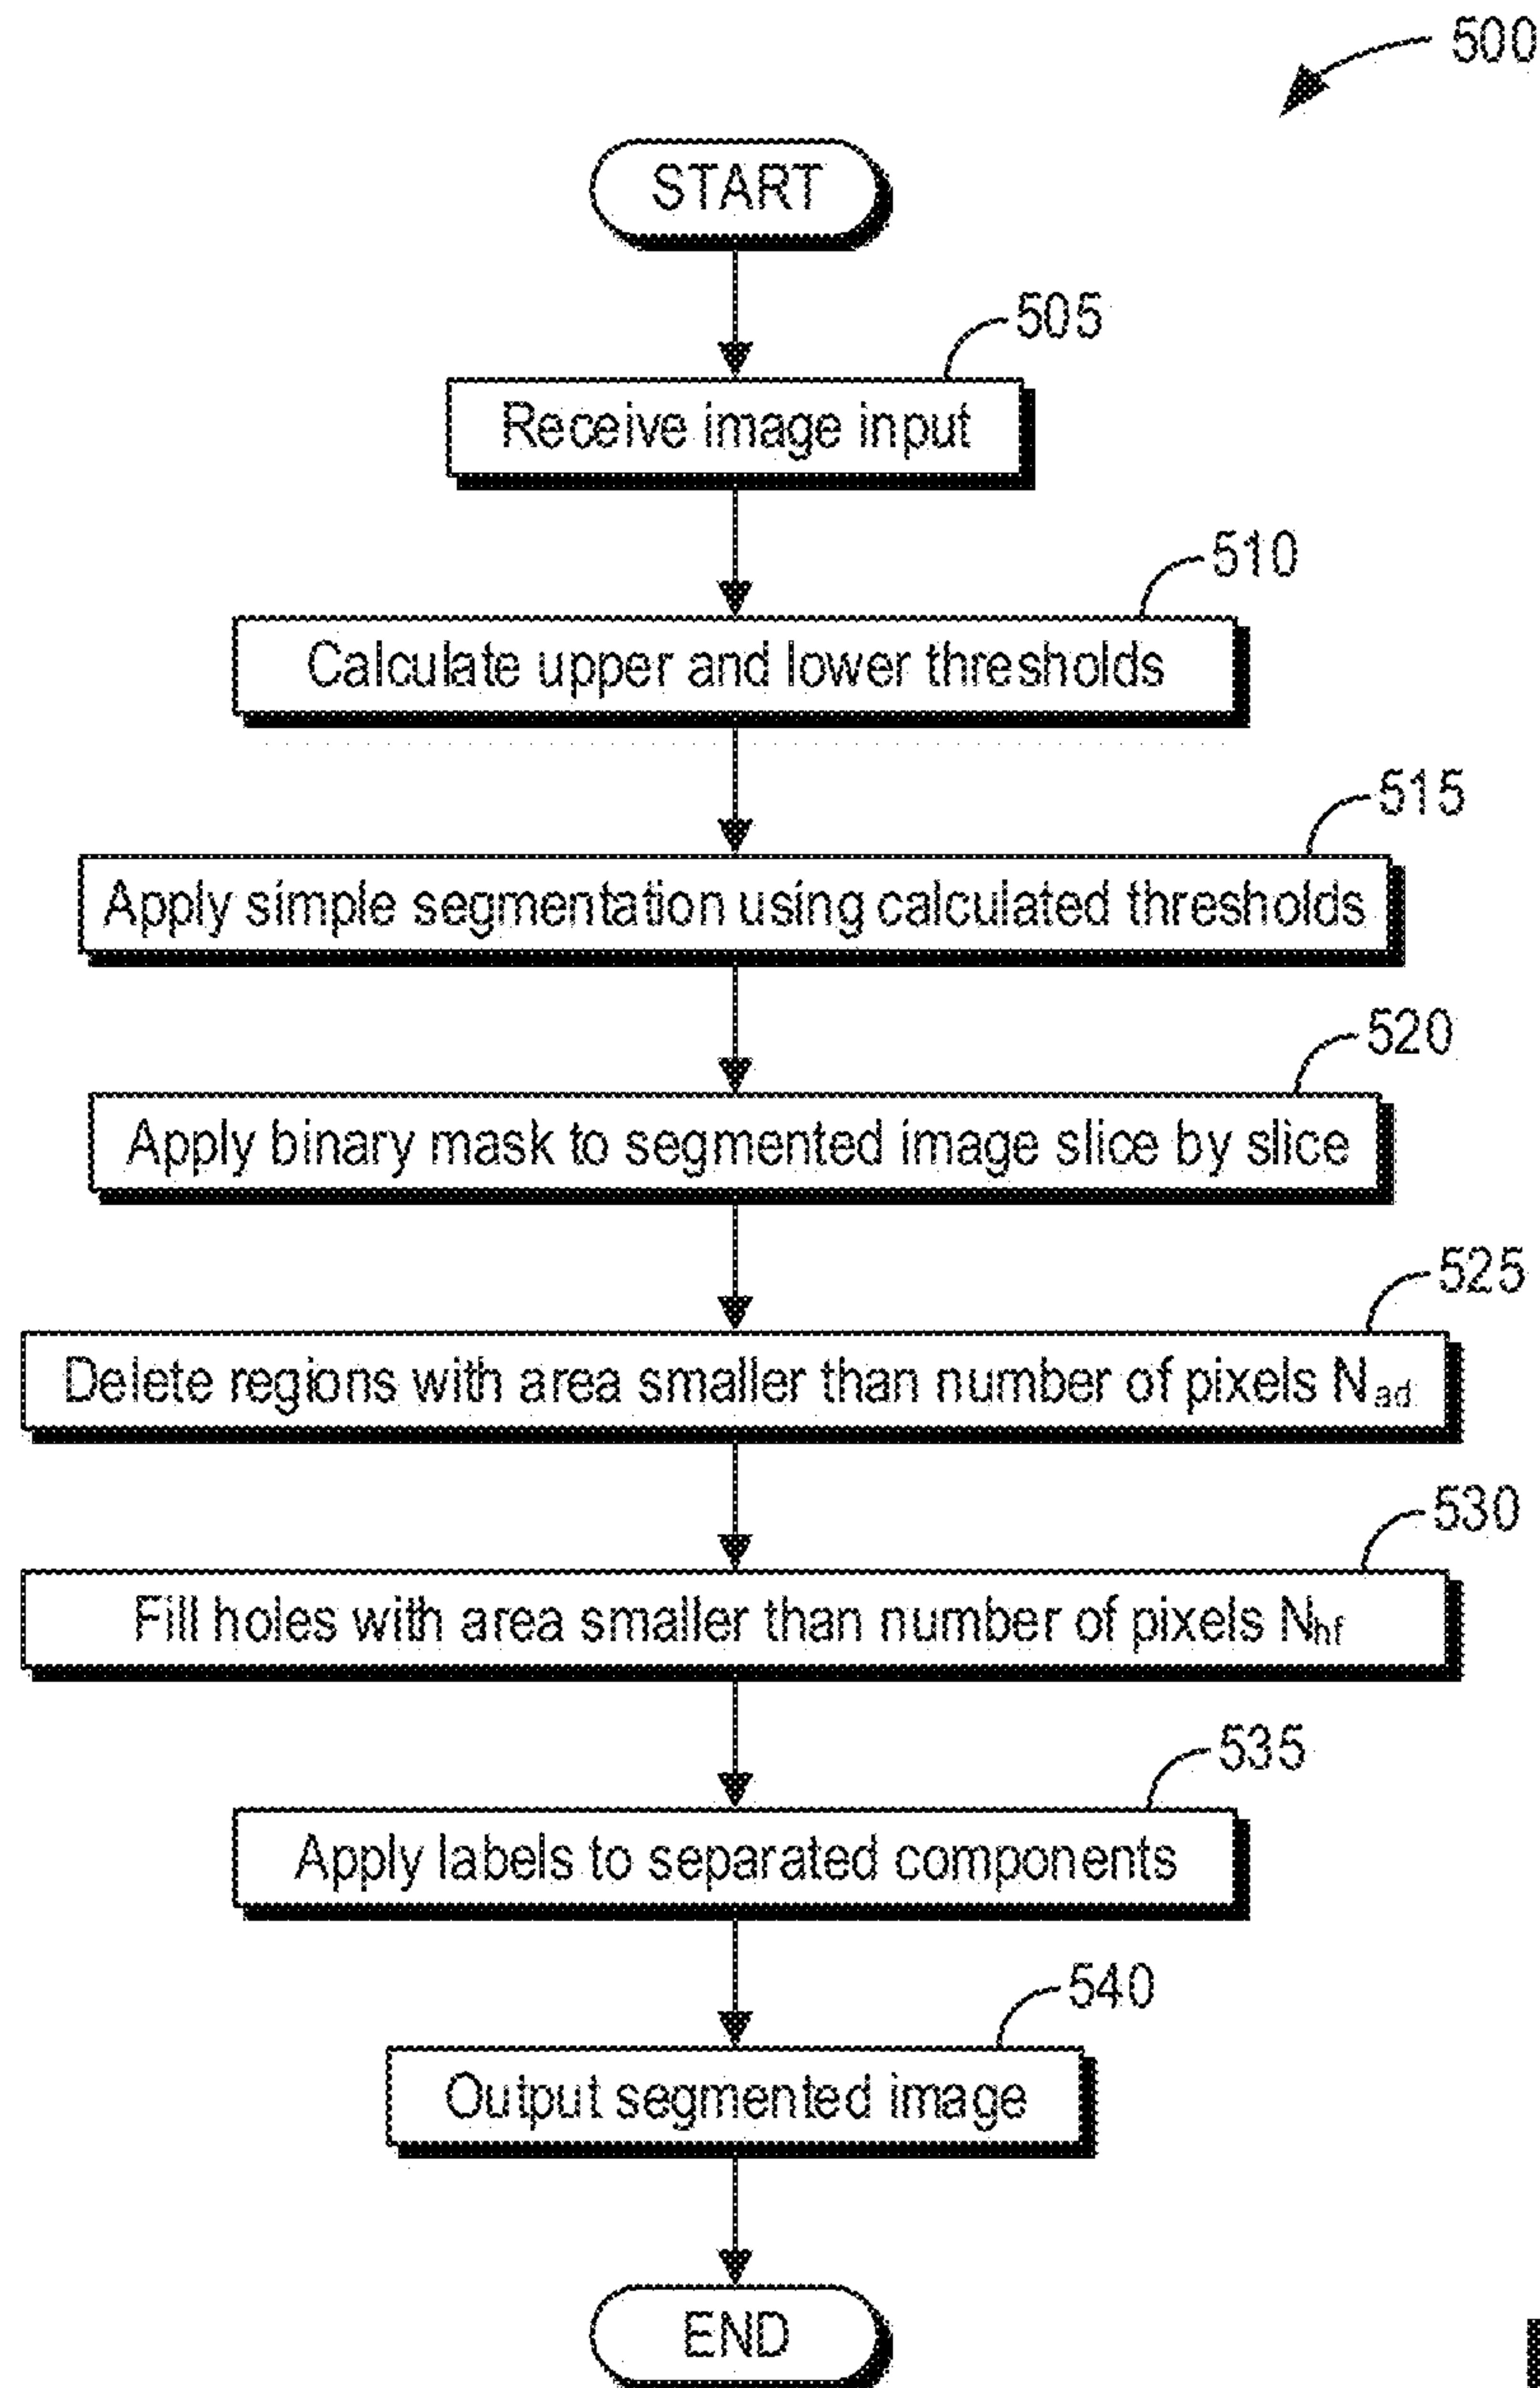 500
START
505
Receive image input
510
Calculate upper and lower thresholds
515
Apply simple segmentation using calculated thresholds
520
Apply binary mask to segmented image slice by slice
525
Delete regions with area smaller than number of pixels Nad
530
Fill holes with area smaller than number of pixels Nhf
535
Apply labels to separated components
540
Output segmented image
END